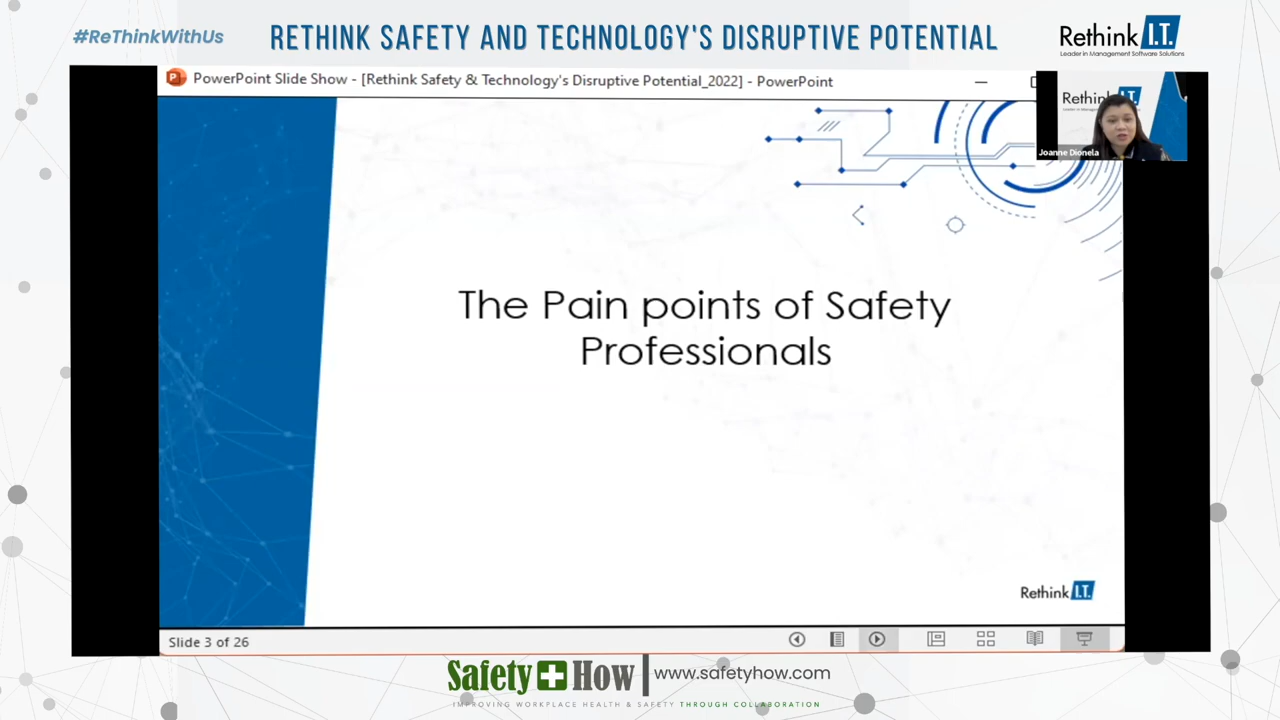 #ReThinkWithUs
RETHINK SAFETY AND TECHNOLOGY'S DISRUPTIVE POTENTIAL
Rethink I.T.
Leader in Management Software Solutions
PowerPoint Slide Show - [Rethink Safety & Technology's Disruptive Potential_2022] - PowerPoint
Rethink I.T.
Joanne Dionela
The Pain points of Safety
Professionals
Rethink I.T.
Slide 3 of 26
Safety How
www.safetyhow.com
IMPROVING WORKPLACE HEALTH & SAFETY THROUGH COLLABORATION